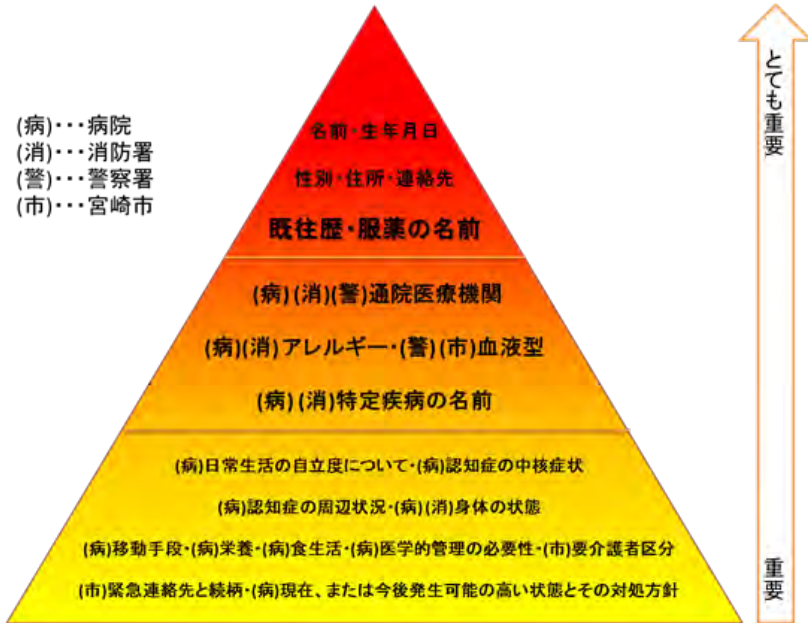 (病)・・・病院
(消)・・・消防署
(警)・・・警察署
(市)・・・宮崎市
名前・生年月日
性別・住所・連絡先
既往歴・服薬の名前
(病)(消)(警)通院医療機関
(病)(消)アレルギー・(警)(市)血液型
(病)(消)特定疾病の名前
(病)日常生活の自立度について・(病)認知症の中核症状
(病)認知症の周辺状況・(病)(消)身体の状態
(病)移動手段・(病)栄養・(病)食生活・(病)医学的管理の必要性・(市)要介護者区分
(市)緊急連絡先と続柄・(病)現在、または今後発生可能の高い状態とその対処方針
とても重要
重要